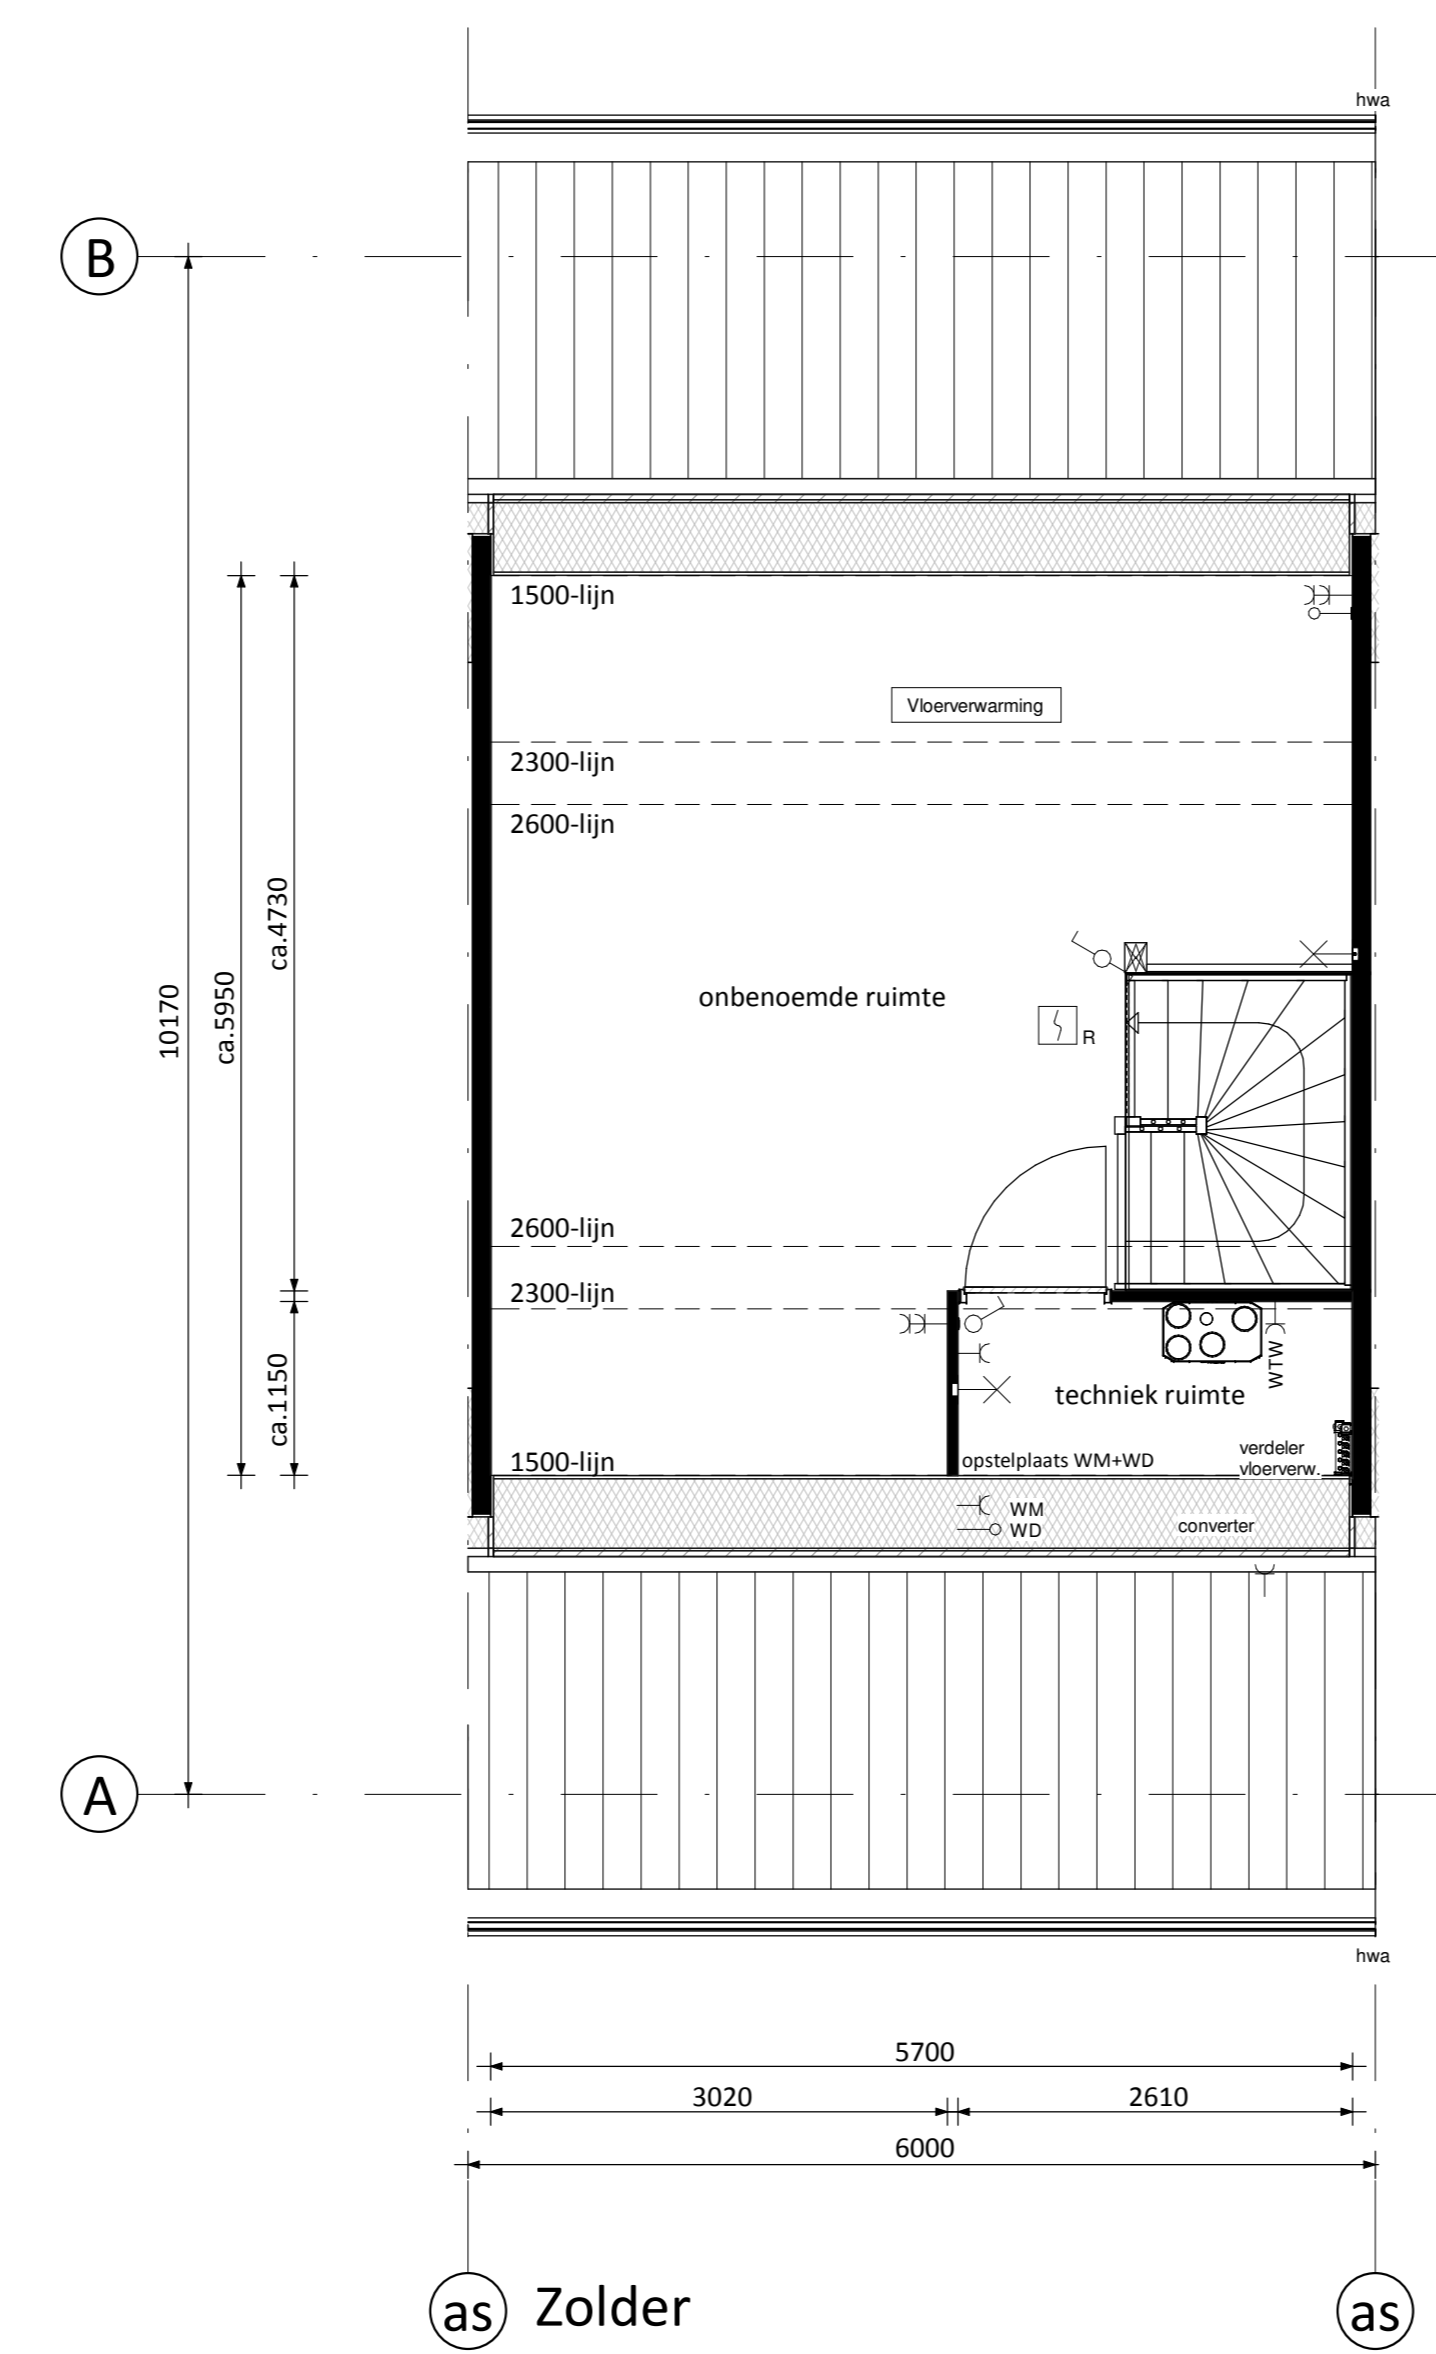 hwa
B
1500-lijn
Vloerverwarming
2300-lijn
2600-lijn
ca.4730
ca.5950
10170
onbenoemde ruimte
R
2600-lijn
2300-lijn
WTW
ca.1150
techniek ruimte
1500-lijn
opstelplaats WM+WD
verdeler
vloerverw.
WM
WD
converter
A
hwa
5700
3020
2610
6000
as
Zolder
as